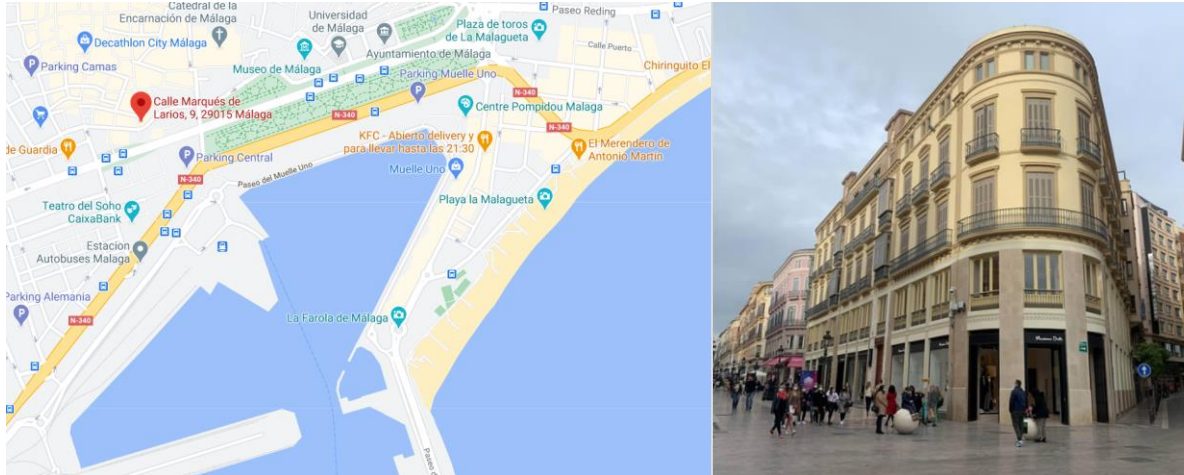 Catedral de la
Encarnación de Málaga
Universidad
de Málaga
Paseo Reding
Plaza de toros
de La Malagueta
Decathlon City Málaga
Ayuntamiento de Málaga
Calle Puerto
Parking Camas
Museo de Málaga
Parking Muelle Uno
Chiringuito El
N-340
Calle Marqués de
Larios, 9, 29015 Málaga
Centre Pompidou Malaga
KFC - Abierto delivery y
para llevar hasta las 21:30
El Merendero de
Antonio Martín
de Guardia
Parking Central
N-340
Paseo del Muelle Uno
Muelle Uno
Playa la Malagueta
Teatro del Soho
CaixaBank
Estacion
Autobuses Malaga
Parking Alemania
N-340
La Farola de Málaga
Paseo de
Massimo Dutti